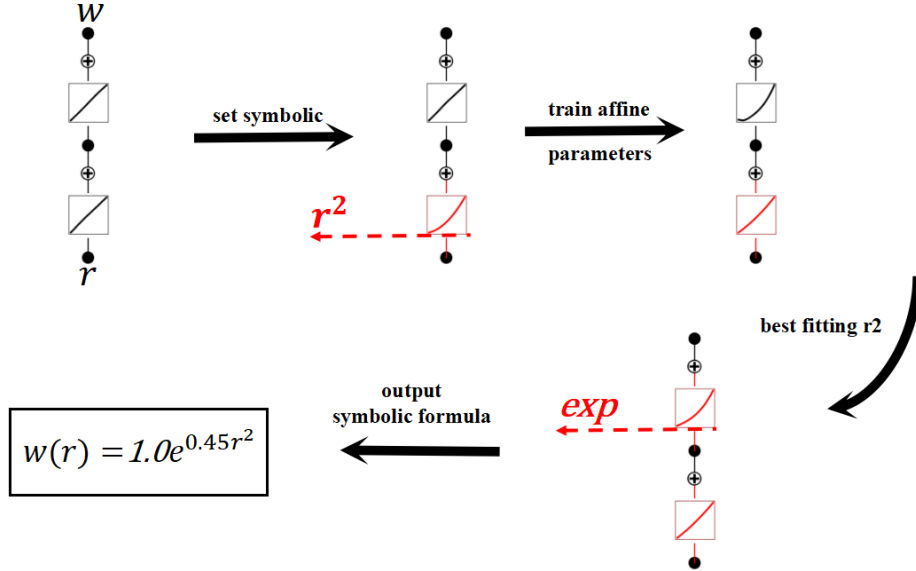 w
set symbolic
train affine
parameters
r²
r
best fitting r2
output
symbolic formula
exp
w(r) = 1.0e^{0.45r²}